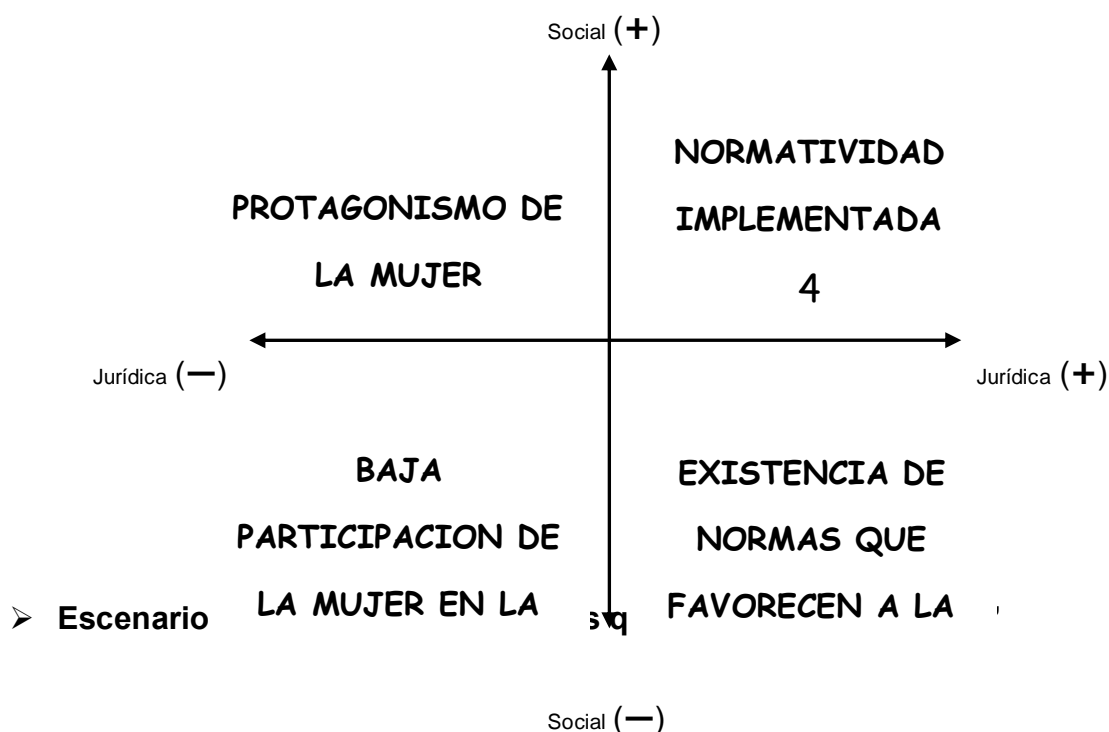 Social (+)
NORMATIVIDAD
IMPLEMENTADA
4
PROTAGONISMO DE
LA MUJER
Jurídica (—)
Jurídica (+)
BAJA
PARTICIPACION DE
LA MUJER EN LA
EXISTENCIA DE
NORMAS QUE
FAVORECEN A LA
➢ Escenario
Social (—)